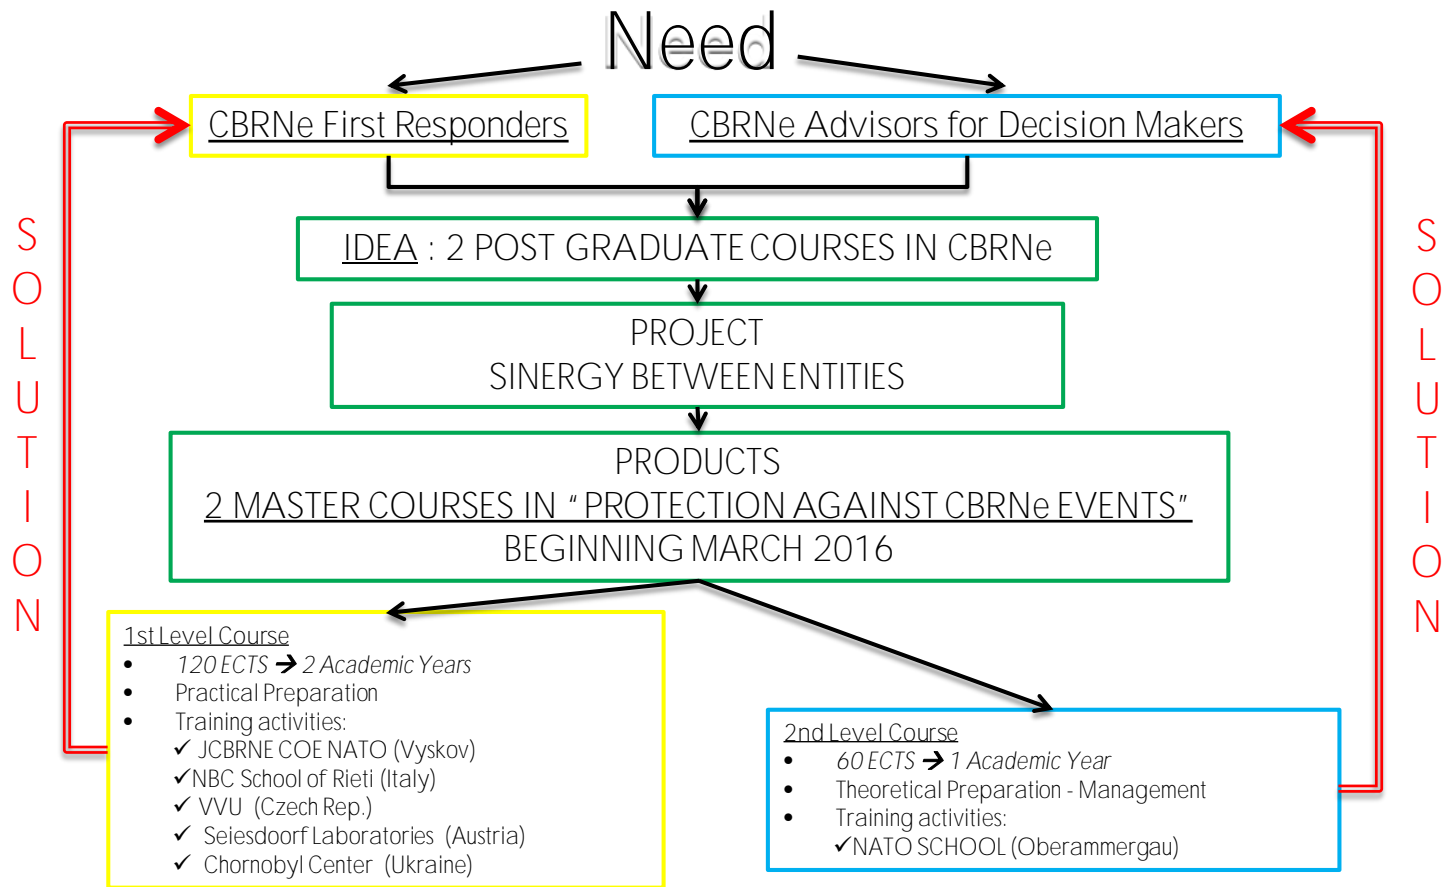 Need
CBRNe First Responders
CBRNe Advisors for Decision Makers
IDEA : 2 POST GRADUATE COURSES IN CBRNe
PROJECT
SINERGY BETWEEN ENTITIES
PRODUCTS
2 MASTER COURSES IN “PROTECTION AGAINST CBRNe EVENTS”
BEGINNING MARCH 2016
SOLUTION
SOLUTION
1st Level Course
• 120 ECTS → 2 Academic Years
• Practical Preparation
• Training activities:
✓ JCBRNE COE NATO (Vyskov)
✓NBC School of Rieti (Italy)
✓ VVU (Czech Rep.)
✓ Seiesdoorf Laboratories (Austria)
✓ Chornobyl Center (Ukraine)
2nd Level Course
• 60 ECTS → 1 Academic Year
• Theoretical Preparation - Management
• Training activities:
✓NATO SCHOOL (Oberammergau)